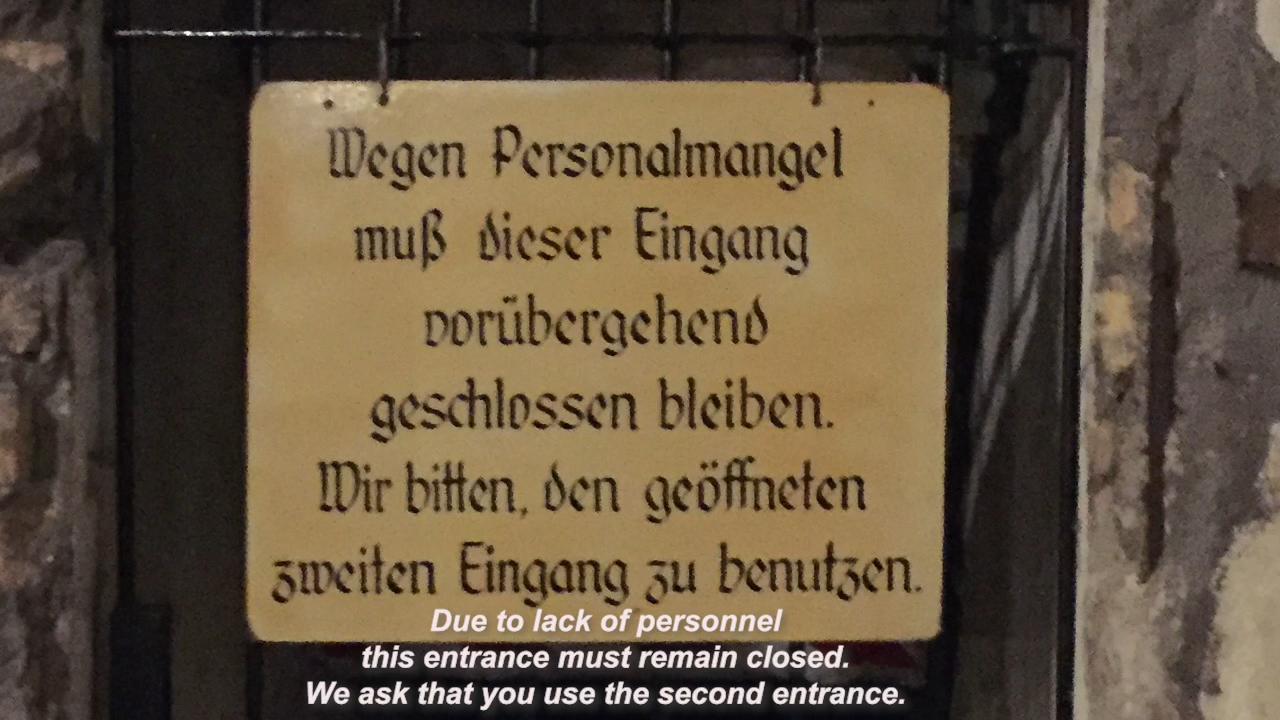 Wegen Personalmangel
muß dieser Eingang
vorübergehend
geschlossen bleiben.
Wir bitten, den geöffneten
zweiten Eingang zu benutzen.
Due to lack of personnel
this entrance must remain closed.
We ask that you use the second entrance.